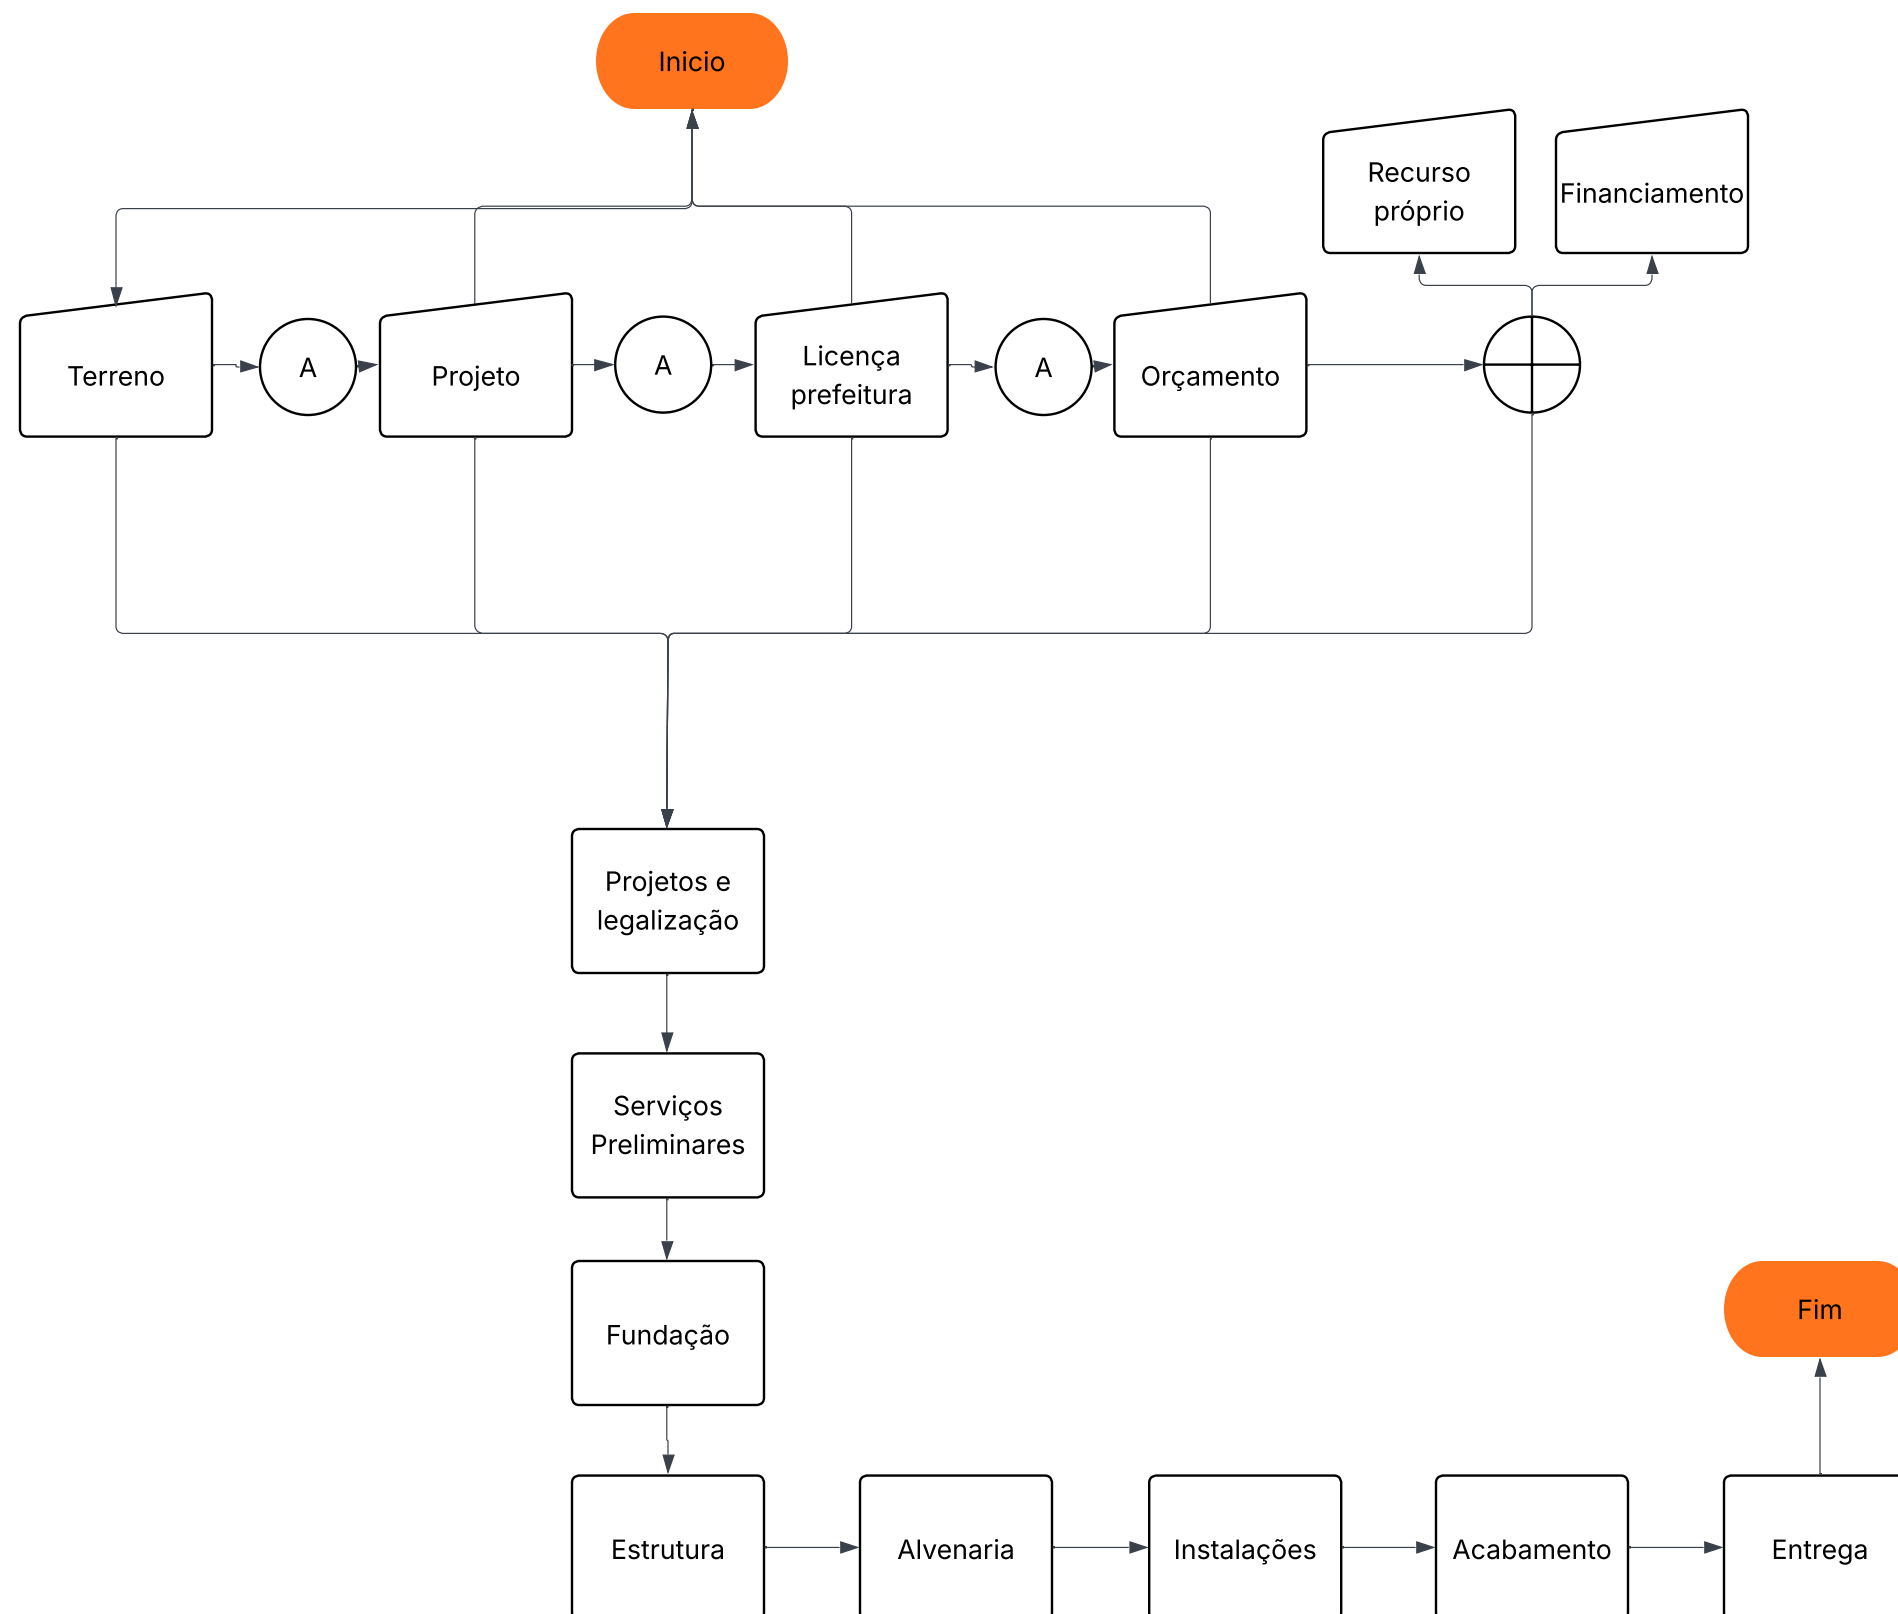 Inicio
Recurso
próprio
Financiamento
Terreno
A
Projeto
A
Licença
prefeitura
A
Orçamento
Projetos e
legalização
Serviços
Preliminares
Fundação
Fim
Estrutura
Alvenaria
Instalações
Acabamento
Entrega